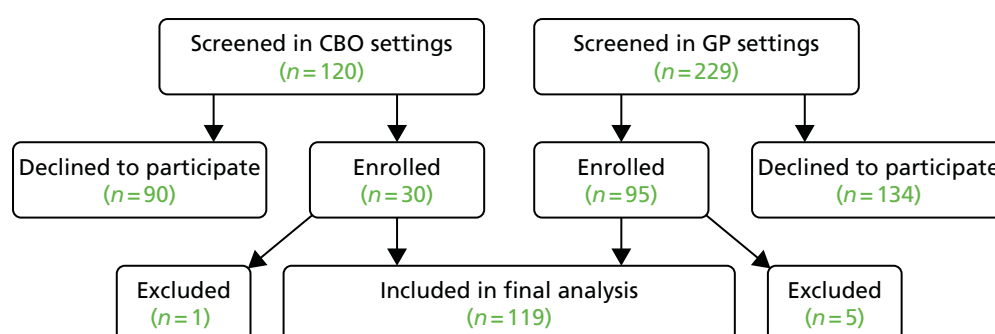 Screened in CBO settings
(n=120)
Screened in GP settings
(n=229)
Declined to participate
(n=90)
Enrolled
(n=30)
Enrolled
(n=95)
Declined to participate
(n=134)
Excluded
(n=1)
Included in final analysis
(n=119)
Excluded
(n=5)